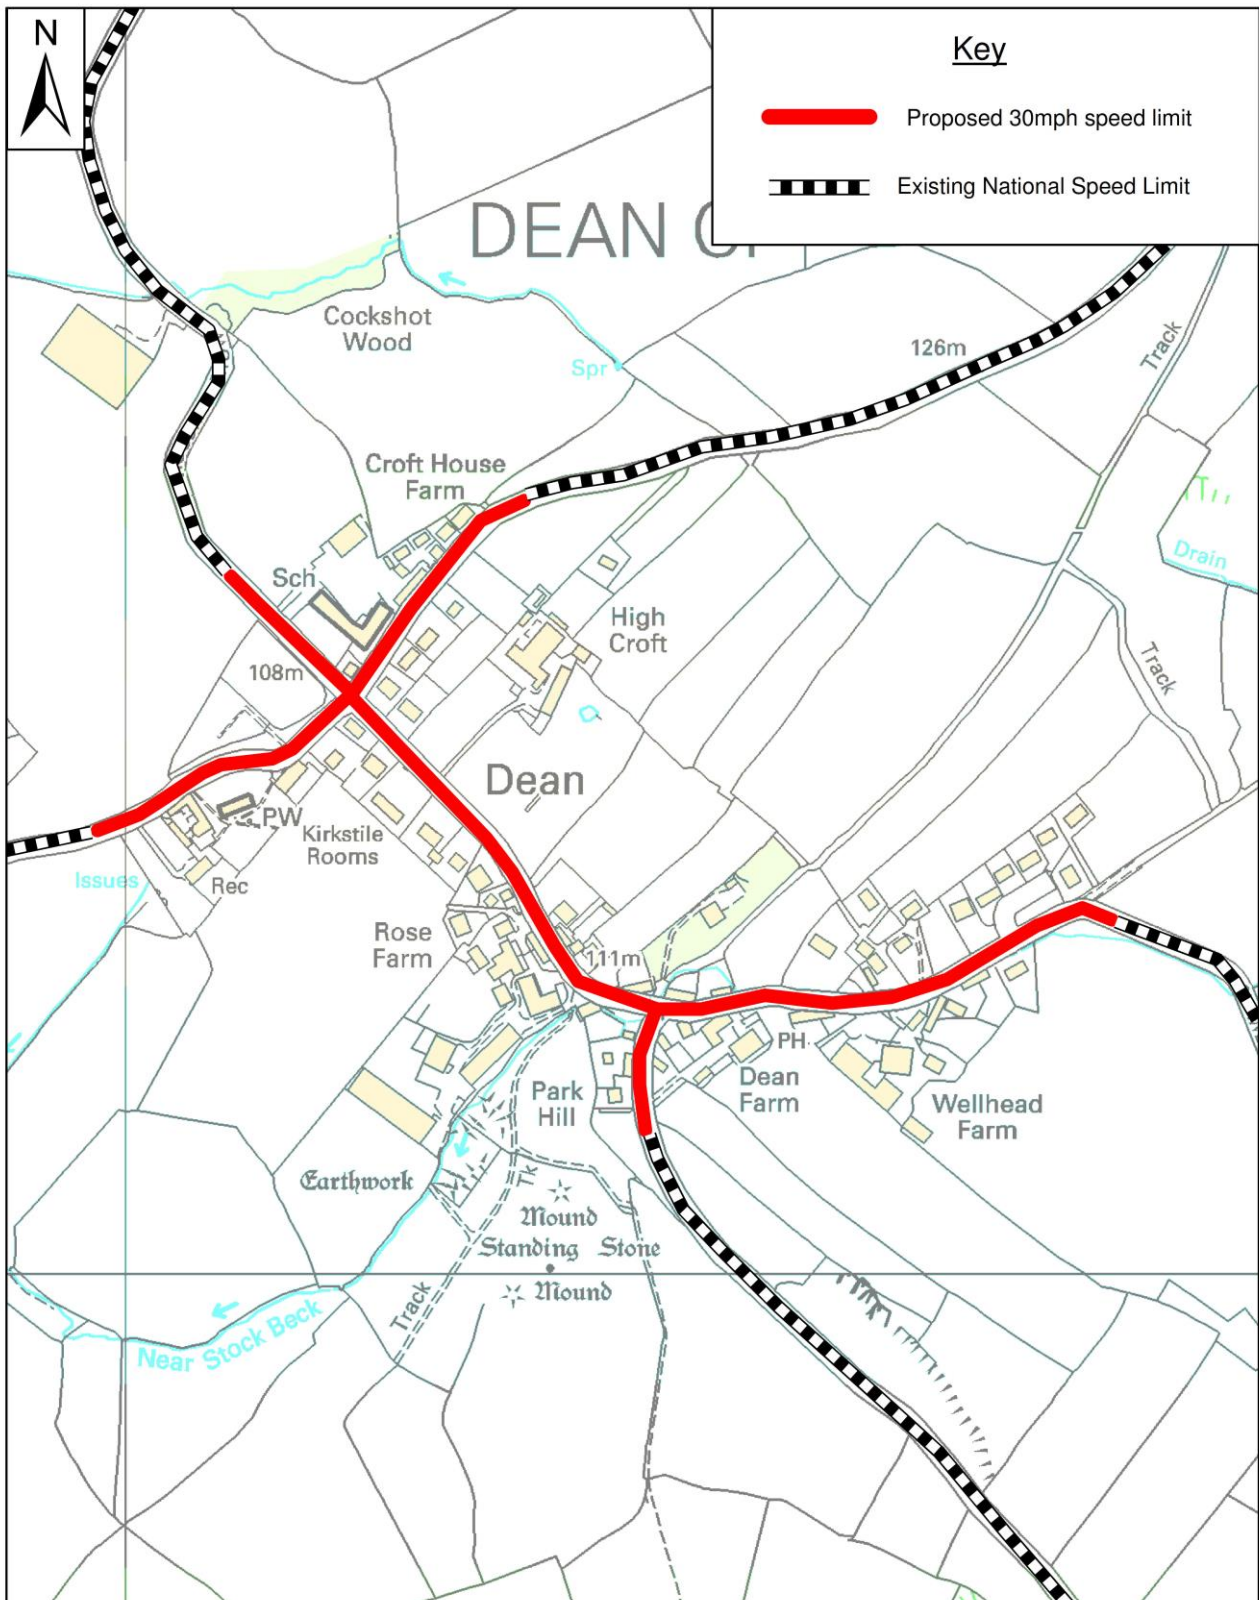 N
Key
Proposed 30mph speed limit
Existing National Speed Limit
DEAN
Cockshot
Wood
Spr
126m
Track
Croft House
Farm
Drain
Sch
High
Croft
108m
Track
Dean
PW
Kirkstile
Rooms
Issues
Rec
Rose
Farm
111m
PH
Park
Hill
Dean
Farm
Wellhead
Farm
Earthwork
Tk
Mound
Standing Stone
Mound
Track
Near Stock Beck